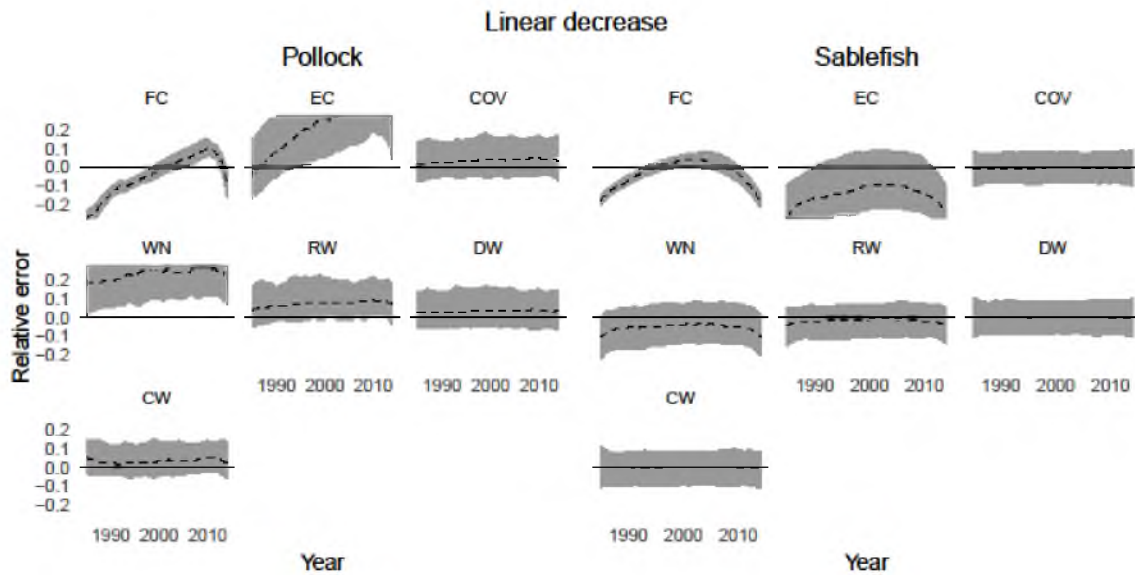 Linear decrease
Pollock Sablefish
FC EC COV FC EC COV
0.2
0.1
0.0
−0.1
−0.2
WN RW DW WN RW DW
0.2
0.1
0.0
−0.1
−0.2
1990 2000 2010 1990 2000 2010 1990 2000 2010 1990 2000 2010
CW CW
0.2
0.1
0.0
−0.1
−0.2
1990 2000 2010 1990 2000 2010
Relative error
Year Year